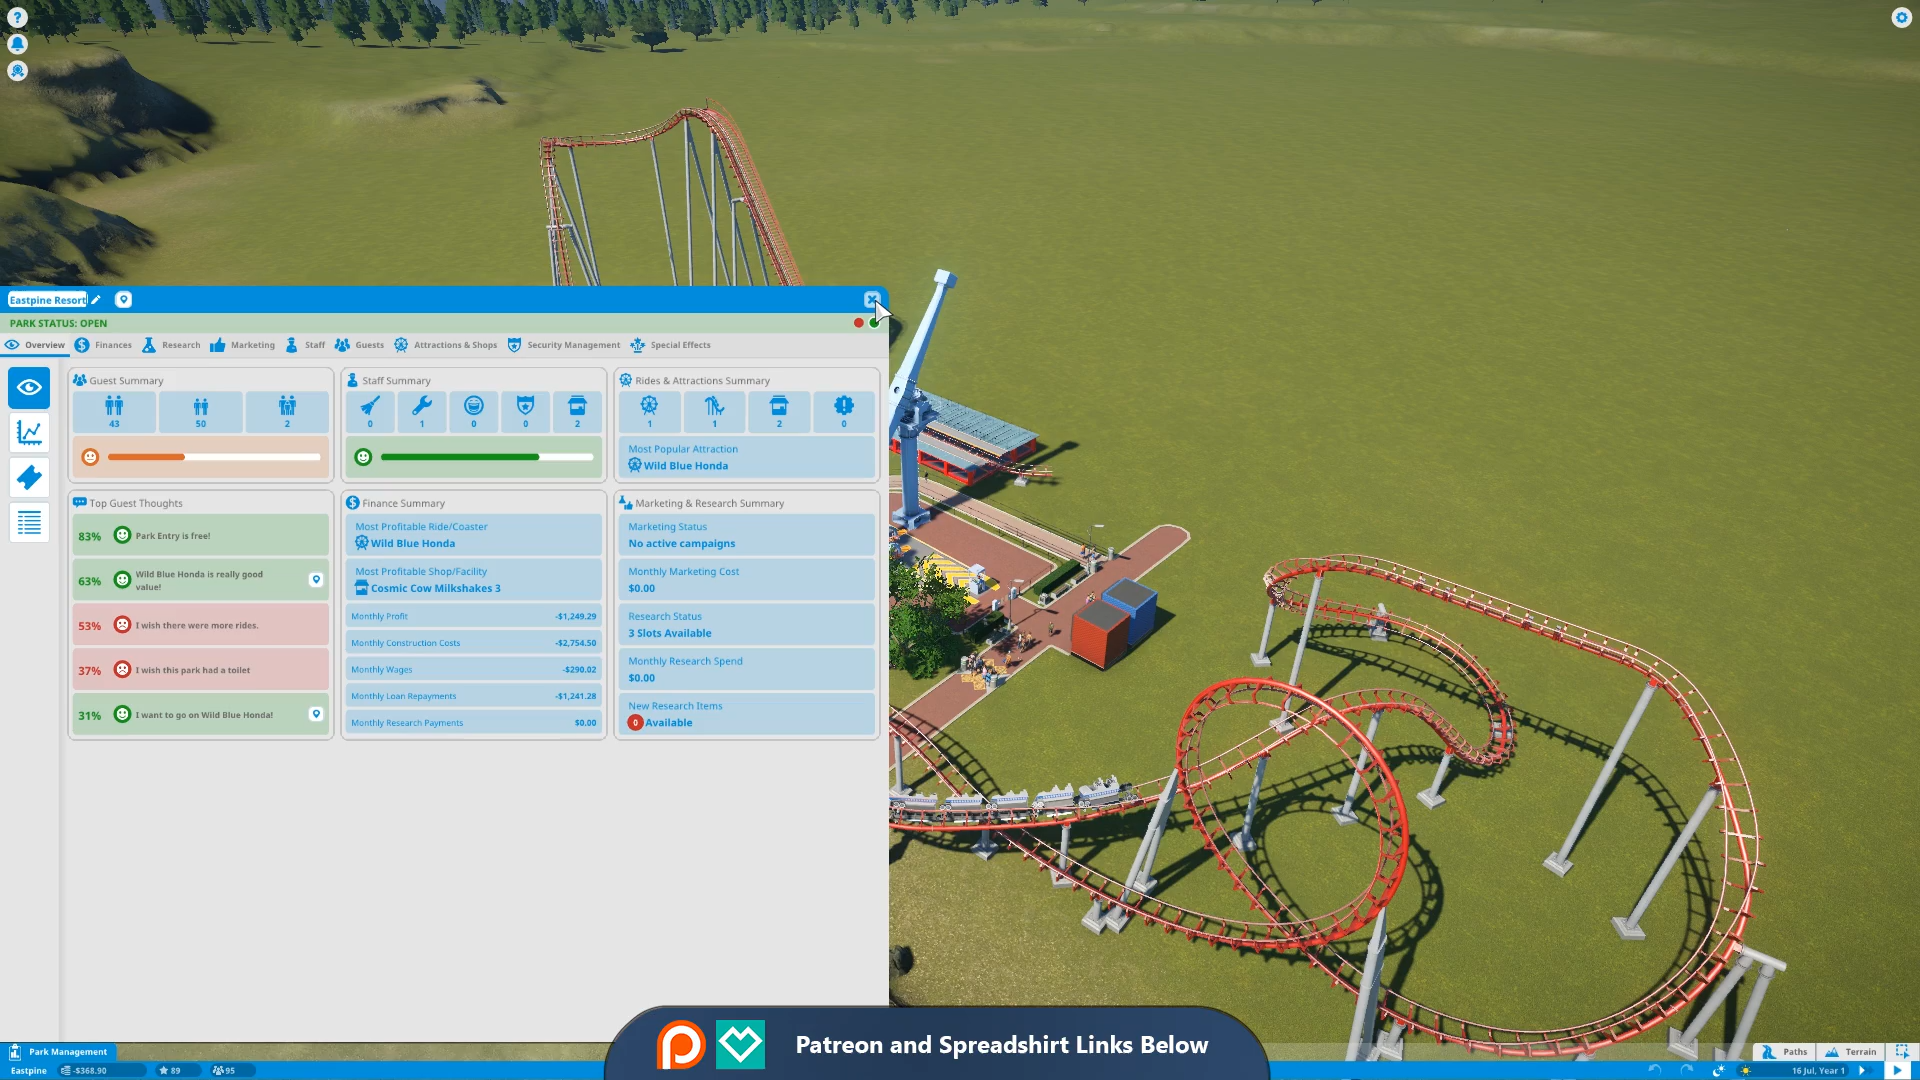 Eastpine Resort
PARK STATUS: OPEN
Overview
Finances
Research
Marketing
Staff
Guests
Attractions & Shops
Security Management
Special Effects
Guest Summary
43
50
2
Staff Summary
0
1
0
0
2
Rides & Attractions Summary
1
1
2
0
Most Popular Attraction
Wild Blue Honda
Top Guest Thoughts
83% Park Entry is free!
63% Wild Blue Honda is really good
value!
53% I wish there were more rides.
37% I wish this park had a toilet
31% I want to go on Wild Blue Honda!
Finance Summary
Most Profitable Ride/Coaster
Wild Blue Honda
Most Profitable Shop/Facility
Cosmic Cow Milkshakes 3
Monthly Profit -$1,249.29
Monthly Construction Costs -$2,754.50
Monthly Wages -$290.02
Monthly Loan Repayments -$1,241.28
Monthly Research Payments $0.00
Marketing & Research Summary
Marketing Status
No active campaigns
Monthly Marketing Cost
$0.00
Research Status
3 Slots Available
Monthly Research Spend
$0.00
New Research Items
0 Available
Patreon and Spreadshirt Links Below
Park Management
Paths
Terrain
Eastpine
-$368.90
89
95
16 Jul, Year 1